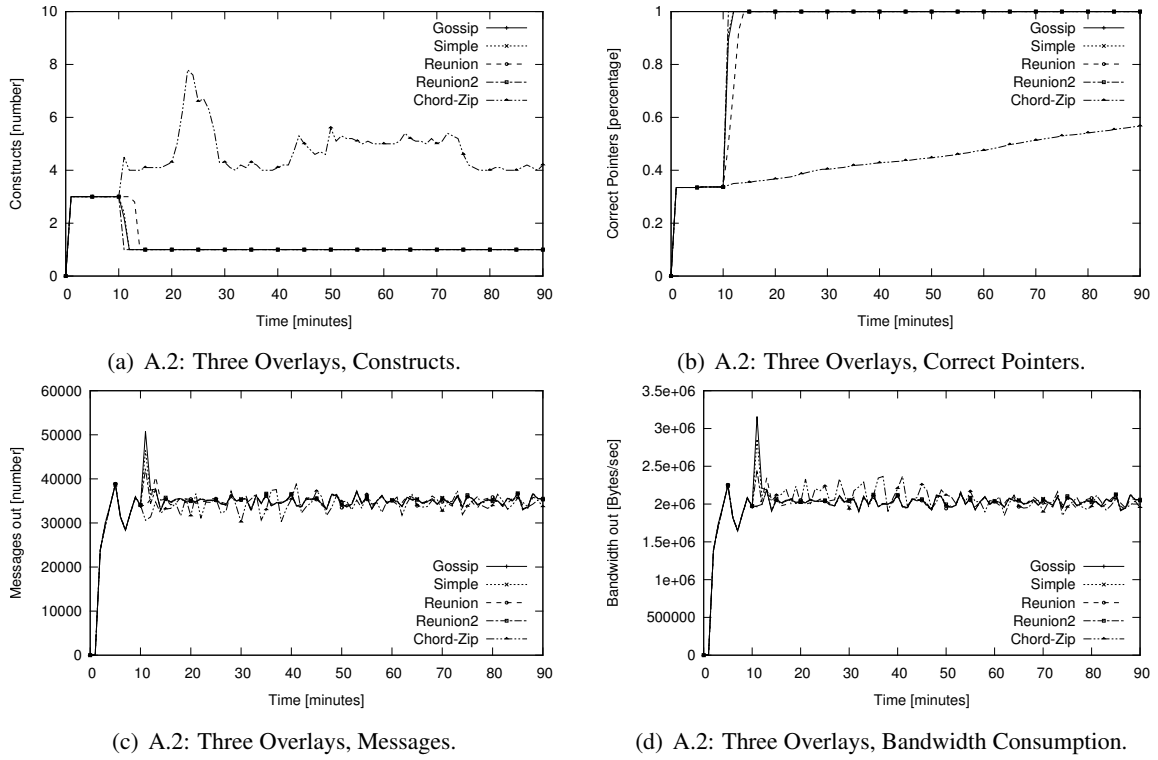 Constructs [number]
10
8
6
4
2
0
0 10 20 30 40 50 60 70 80 90
Time [minutes]
Gossip
Simple
Reunion
Reunion2
Chord-Zip
(a) A.2: Three Overlays, Constructs.
Correct Pointers [percentage]
1
0.8
0.6
0.4
0.2
0
0 10 20 30 40 50 60 70 80 90
Time [minutes]
Gossip
Simple
Reunion
Reunion2
Chord-Zip
(b) A.2: Three Overlays, Correct Pointers.
Messages out [number]
60000
50000
40000
30000
20000
10000
0
0 10 20 30 40 50 60 70 80 90
Time [minutes]
Gossip
Simple
Reunion
Reunion2
Chord-Zip
(c) A.2: Three Overlays, Messages.
Bandwidth out [Bytes/sec]
3.5e+06
3e+06
2.5e+06
2e+06
1.5e+06
1e+06
500000
0
0 10 20 30 40 50 60 70 80 90
Time [minutes]
Gossip
Simple
Reunion
Reunion2
Chord-Zip
(d) A.2: Three Overlays, Bandwidth Consumption.